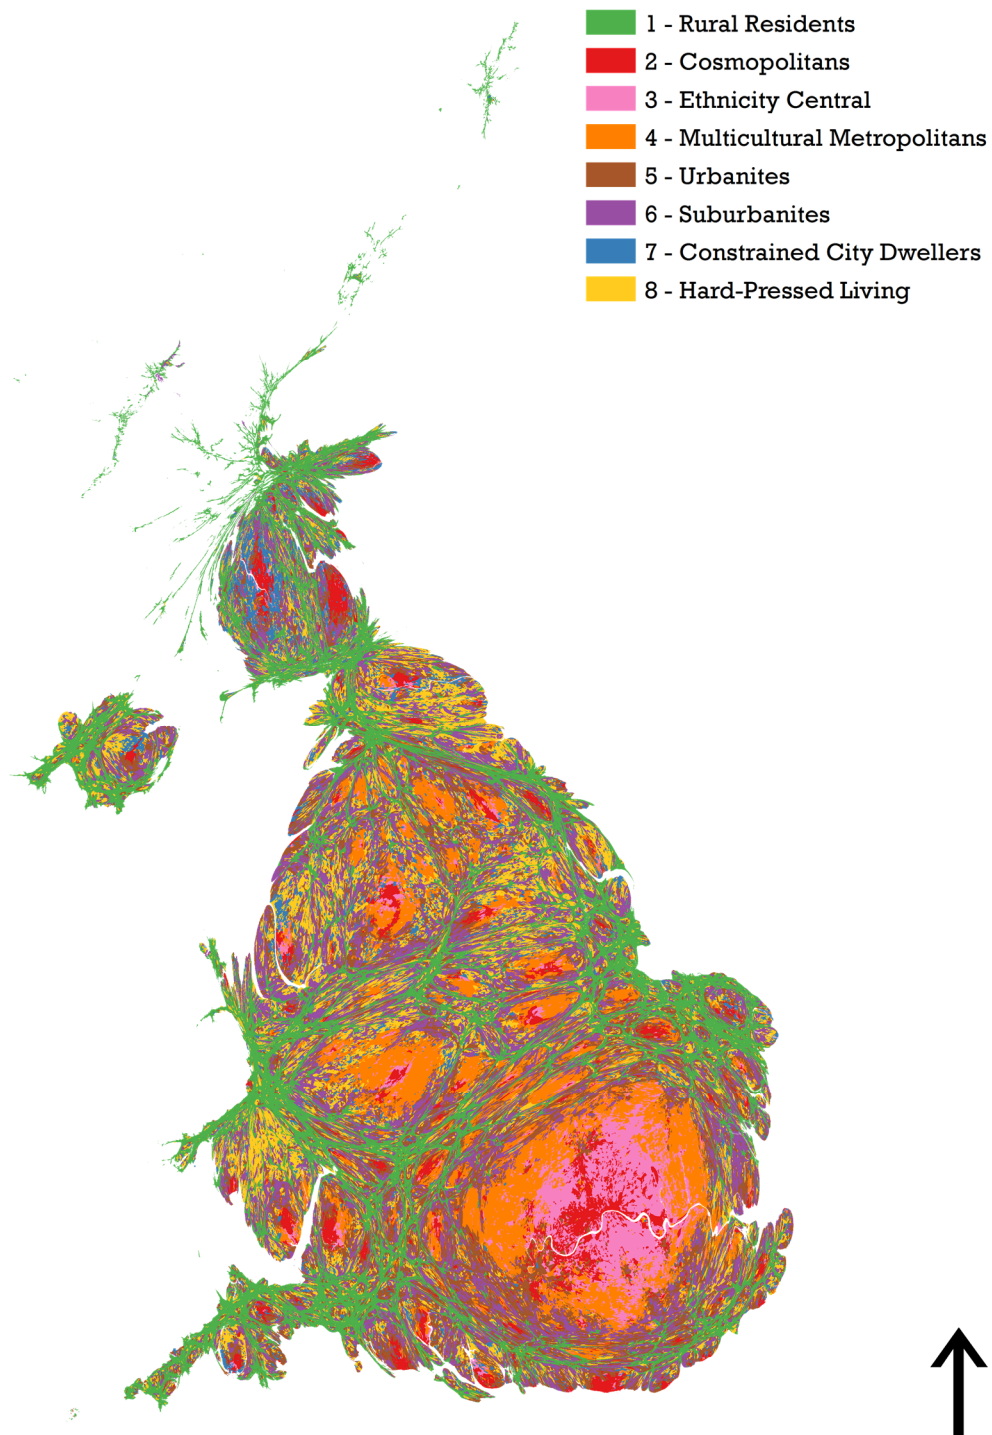 1 - Rural Residents
2 - Cosmopolitans
3 - Ethnicity Central
4 - Multicultural Metropolitans
5 - Urbanites
6 - Suburbanites
7 - Constrained City Dwellers
8 - Hard-Pressed Living